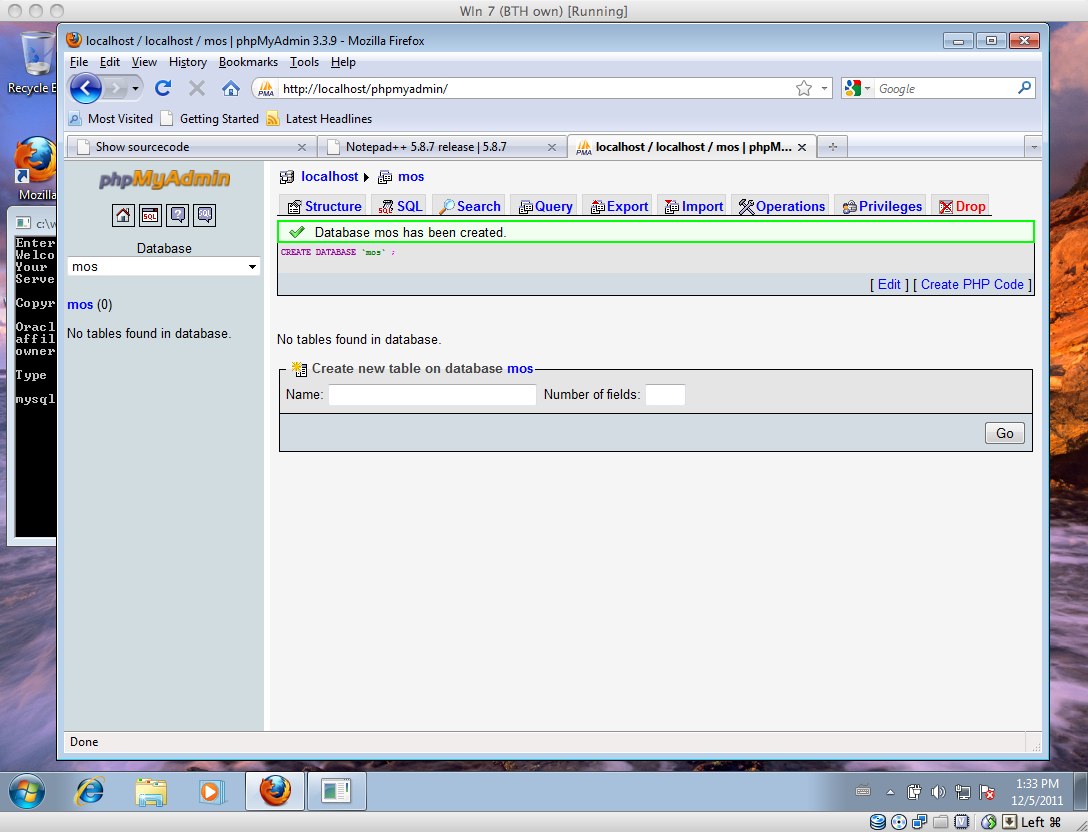 Win 7 (BTH own) [Running]
Recycle
Mozilla
localhost / localhost / mos | phpMyAdmin 3.3.9 - Mozilla Firefox
File Edit View History Bookmarks Tools Help
PMA http://localhost/phpmyadmin/ Google
Most Visited Getting Started Latest Headlines
Show sourcecode Notepad++ 5.8.7 release | 5.8.7 PMA localhost / localhost / mos | phpM...
c:\w
Enter
Welco
Your
Serve
Copyr
Oracl
affil
owner
Type
mysql
phpMyAdmin
SQL
Database
mos
mos (0)
No tables found in database.
localhost mos
Structure SQL Search Query Export Import Operations Privileges Drop
Database mos has been created.
CREATE DATABASE `mos` ;
[ Edit ] [ Create PHP Code ]
No tables found in database.
Create new table on database mos
Name: Number of fields:
Go
Done
1:33 PM
12/5/2011
Left ⌘